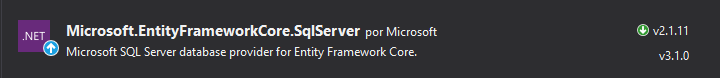 .NET
Microsoft.EntityFrameworkCore.SqlServer por Microsoft
v2.1.11
Microsoft SQL Server database provider for Entity Framework Core.
v3.1.0